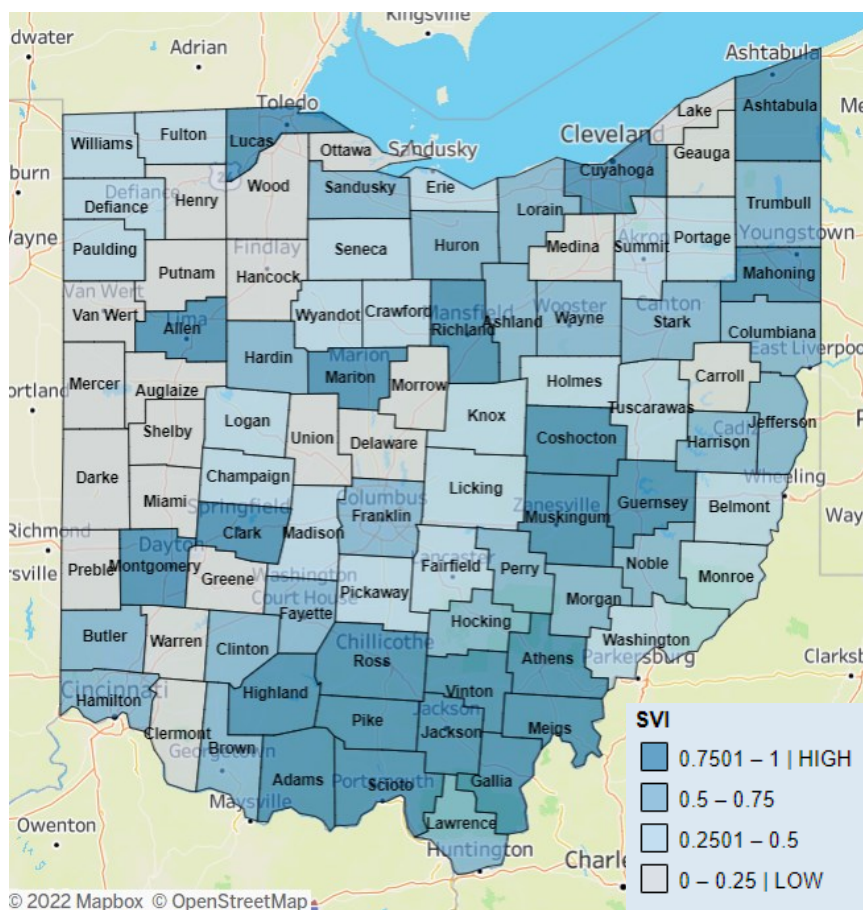 Kingsville
dwater
Adrian
Ashtabula
Toledo
Lake
Ashtabula
Fulton
Lucas
Williams
Cleveland
Ottawa
Sandusky
Geauga
burn
Wood
Cuyahoga
Defiance
Henry
Sandusky
Erie
Defiance
Lorain
Trumbull
Wayne
Akron
Portage
Youngstown
Paulding
Findlay
Seneca
Huron
Medina
Summit
Putnam
Hancock
Mahoning
Van Wert
Mansfield
Wooster
Canton
Van Wert
Lima
Allen
Wyandot
Crawford
Richland
Ashland
Wayne
Stark
Columbiana
East Liverpoo
Hardin
Marion
Marion
Morrow
Carroll
Mercer
Auglaize
Holmes
ortland
Tuscarawas
Logan
Knox
Cadiz
Jefferson
Shelby
Union
Delaware
Coshocton
Harrison
Champaign
Darke
Licking
Wheeling
Miami
Springfield
Columbus
Zanesville
Guernsey
Belmont
Franklin
Muskingum
Way
Richmond
Clark
Madison
Dayton
Lancaster
Noble
rsville
Preble
Montgomery
Greene
Washington
Court House
Fairfield
Perry
Monroe
Pickaway
Morgan
Fayette
Hocking
Butler
Warren
Clinton
Chillicothe
Washington
Ross
Athens
Parkersburg
Clarksb
Cincinnati
Highland
Vinton
Hamilton
Jackson
Pike
Meigs
Clermont
Jackson
Georgetown
Brown
Adams
Portsmouth
Scioto
Gallia
Maysville
Lawrence
Owenton
Huntington
Charle
SVI
0.7501 – 1 | HIGH
0.5 – 0.75
0.2501 – 0.5
0 – 0.25 | LOW
© 2022 Mapbox © OpenStreetMap